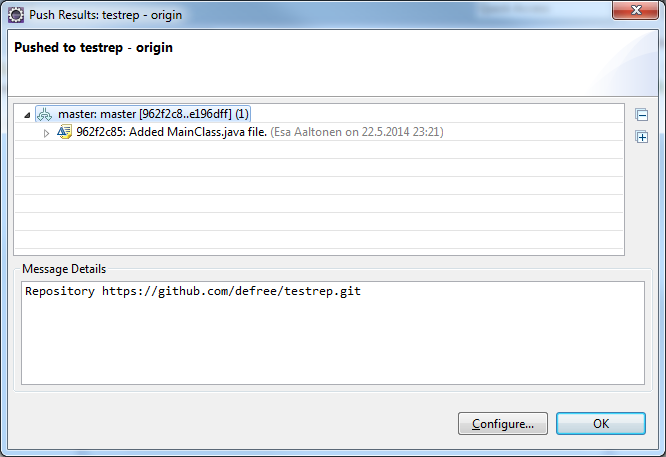 Push Results: testrep - origin
Pushed to testrep - origin
master: master [962f2c8..e196dff] (1)
962f2c85: Added MainClass.java file. (Esa Aaltonen on 22.5.2014 23:21)
Message Details
Repository https://github.com/defree/testrep.git
Configure... OK